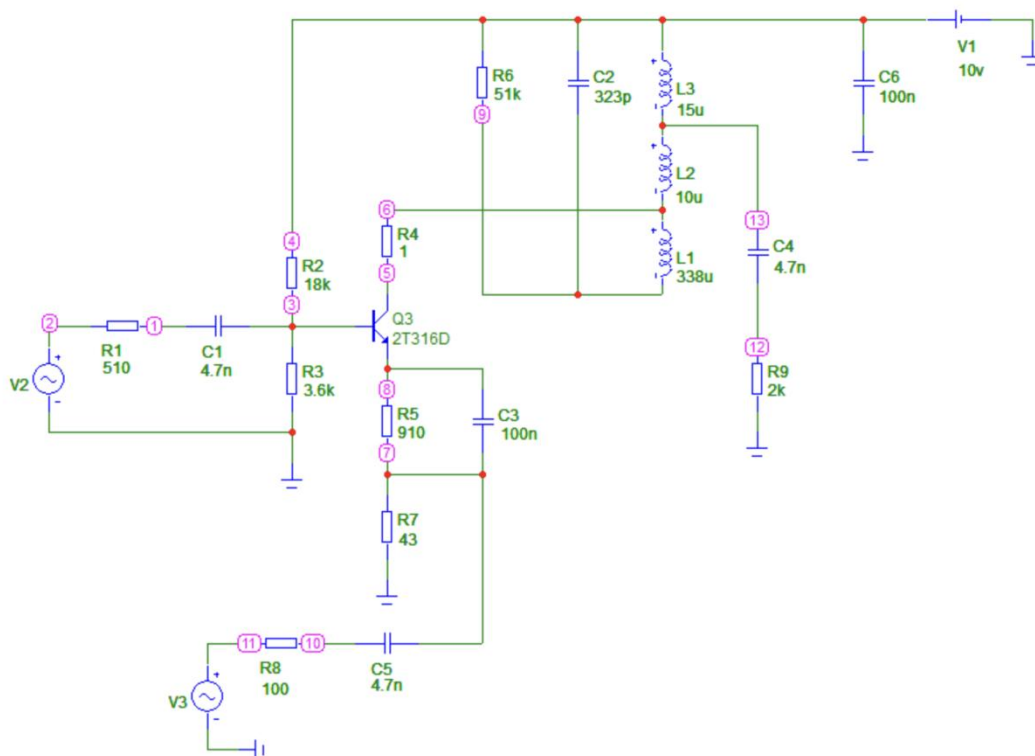 V1
10v
R6
51k
9
C2
323p
L3
15u
C6
100n
L2
10u
6
R4
1
5
L1
338u
13
C4
4.7n
4
R2
18k
3
Q3
2T316D
2
1
R1
510
C1
4.7n
V2
+
-
R3
3.6k
8
R5
910
7
C3
100n
12
R9
2k
R7
43
11
10
R8
100
C5
4.7n
V3
+
-